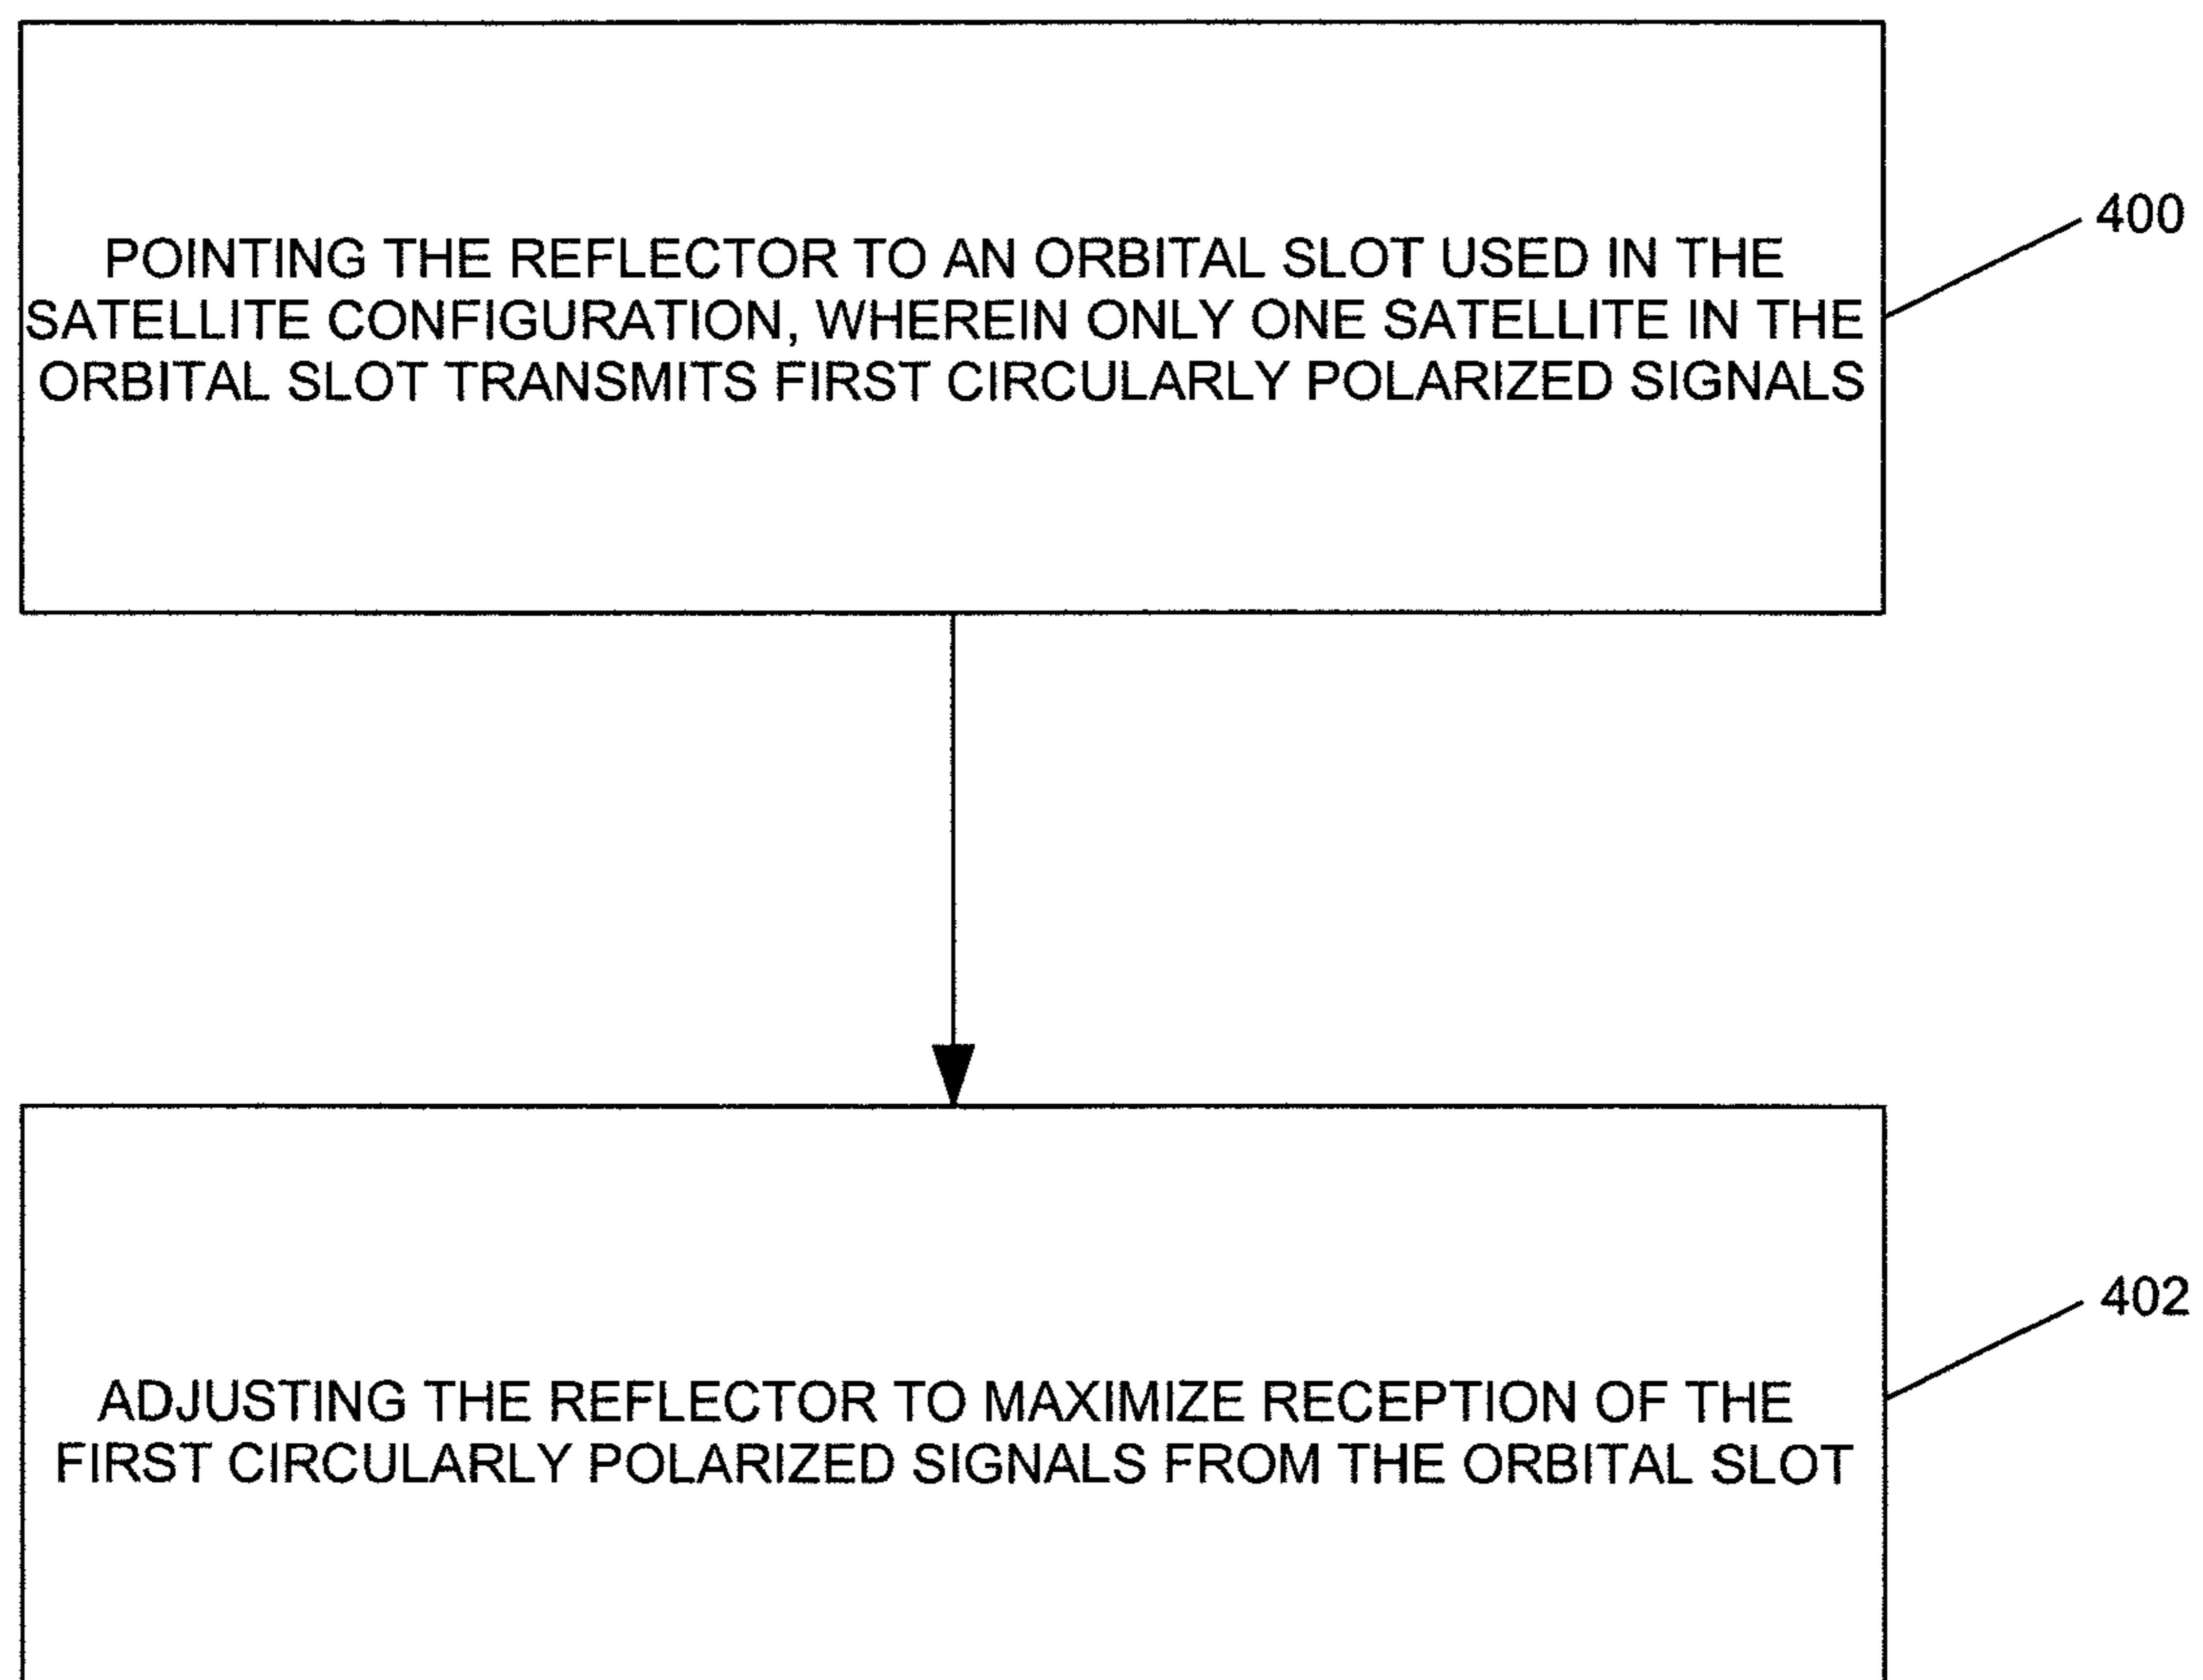 POINTING THE REFLECTOR TO AN ORBITAL SLOT USED IN THE
SATELLITE CONFIGURATION, WHEREIN ONLY ONE SATELLITE IN THE
ORBITAL SLOT TRANSMITS FIRST CIRCULARLY POLARIZED SIGNALS
400
ADJUSTING THE REFLECTOR TO MAXIMIZE RECEPTION OF THE
FIRST CIRCULARLY POLARIZED SIGNALS FROM THE ORBITAL SLOT
402